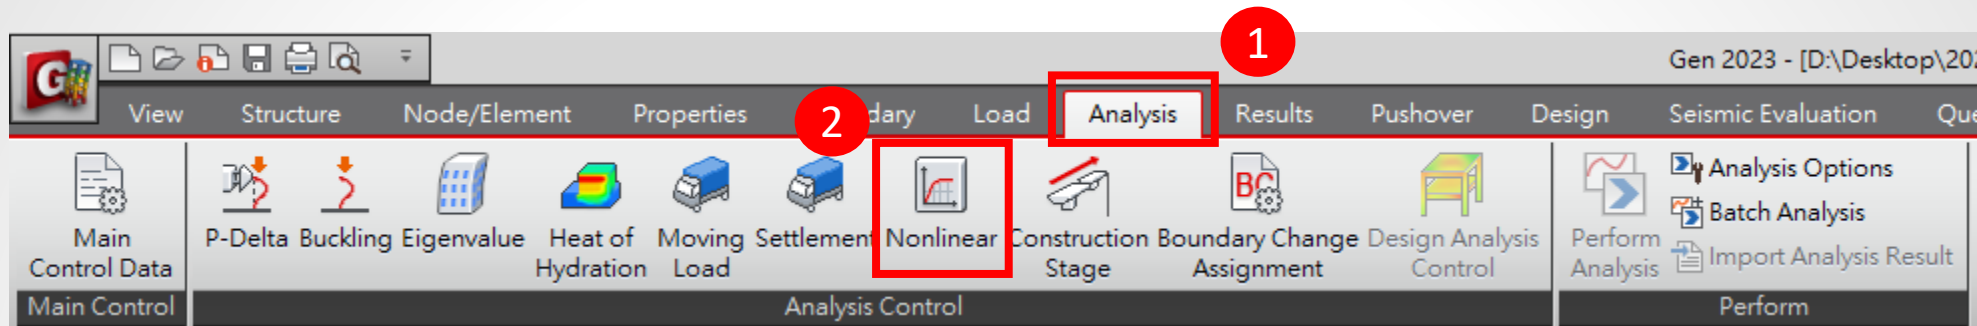 1
Gen 2023 - [D:\Desktop\202
View Structure Node/Element Properties 2 dary Load Analysis Results Pushover Design Seismic Evaluation Que
Main Control Data
P-Delta Buckling Eigenvalue
Heat of Hydration
Moving Load
Settlement Nonlinear
Construction Stage
BC
Boundary Change Assignment
Design Analysis Control
Perform Analysis
Analysis Options
Batch Analysis
Import Analysis Result
Main Control Analysis Control Perform